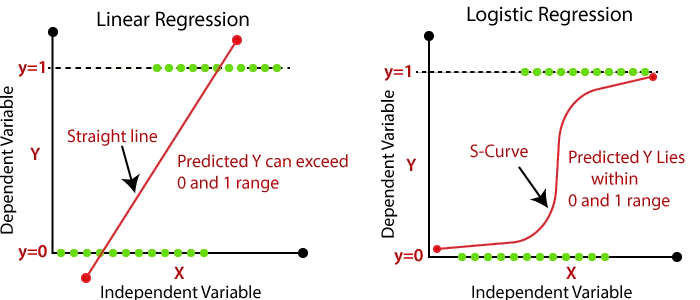 Linear Regression
y=1
Dependent Variable
Y
Straight line
Predicted Y can exceed
0 and 1 range
y=0
X
Independent Variable
Logistic Regression
y=1
Dependent Variable
Y
S-Curve
Predicted Y Lies
within
0 and 1 range
y=0
X
Independent Variable